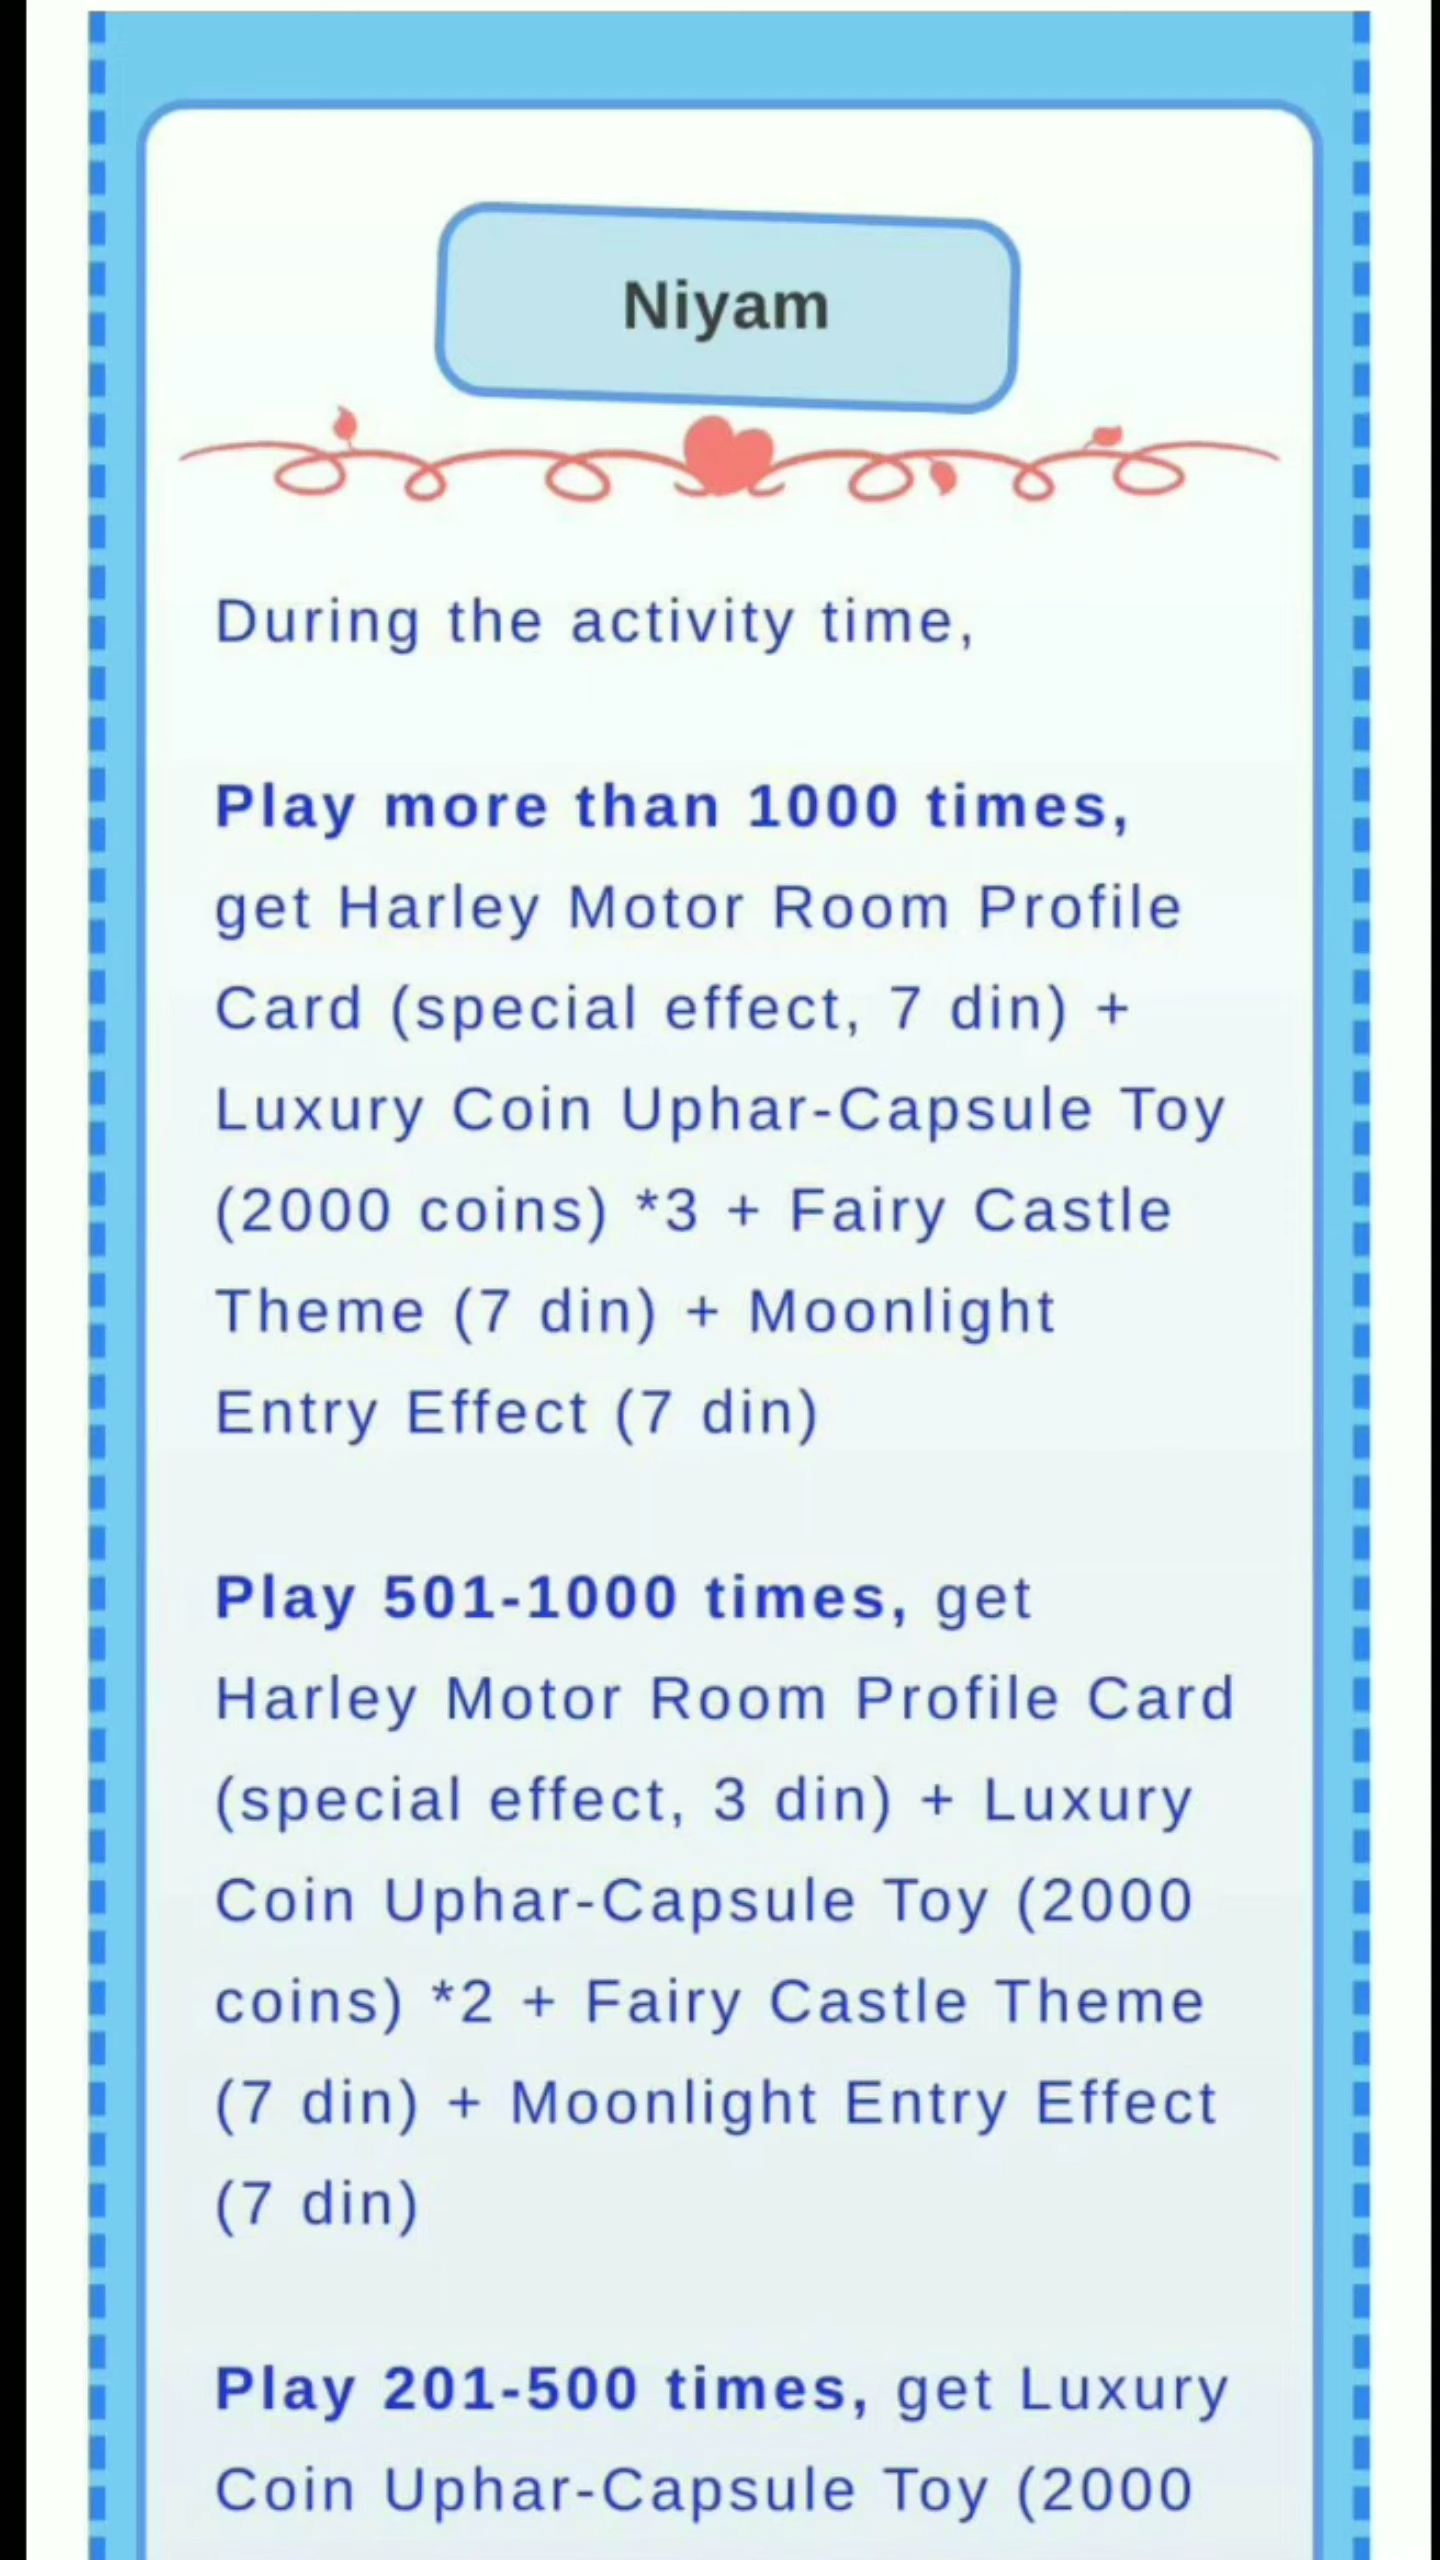 Niyam
During the activity time,
Play more than 1000 times,
get Harley Motor Room Profile
Card (special effect, 7 din) +
Luxury Coin Uphar-Capsule Toy
(2000 coins) *3 + Fairy Castle
Theme (7 din) + Moonlight
Entry Effect (7 din)
Play 501-1000 times, get
Harley Motor Room Profile Card
(special effect, 3 din) + Luxury
Coin Uphar-Capsule Toy (2000
coins) *2 + Fairy Castle Theme
(7 din) + Moonlight Entry Effect
(7 din)
Play 201-500 times, get Luxury
Coin Uphar-Capsule Toy (2000